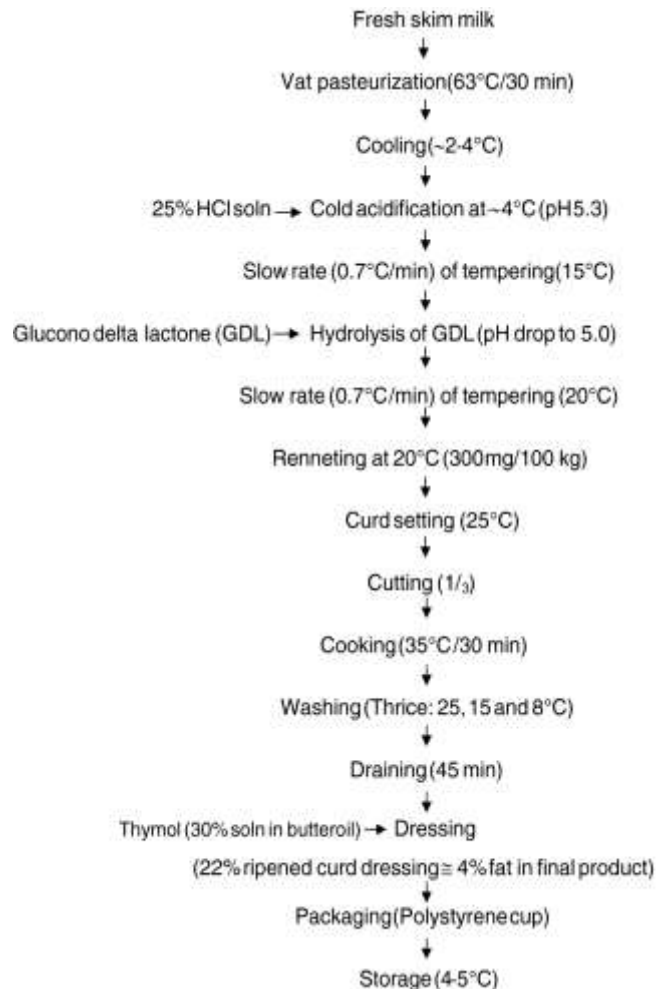 Fresh skim milk
Vat pasteurization(63°C/30 min)
Cooling(~2-4°C)
25% HCl soln → Cold acidification at ~4°C (pH5.3)
Slow rate (0.7°C/min) of tempering(15°C)
Glucono delta lactone (GDL) → Hydrolysis of GDL (pH drop to 5.0)
Slow rate (0.7°C/min) of tempering (20°C)
Renneting at 20°C (300mg/100 kg)
Curd setting (25°C)
Cutting (1/₃)
Cooking(35°C/30 min)
Washing(Thrice: 25, 15 and 8°C)
Draining(45 min)
Thymol (30% soln in butteroil) → Dressing
(22% ripened curd dressing ≅ 4% fat in final product)
Packaging(Polystyrene cup)
Storage(4-5°C)